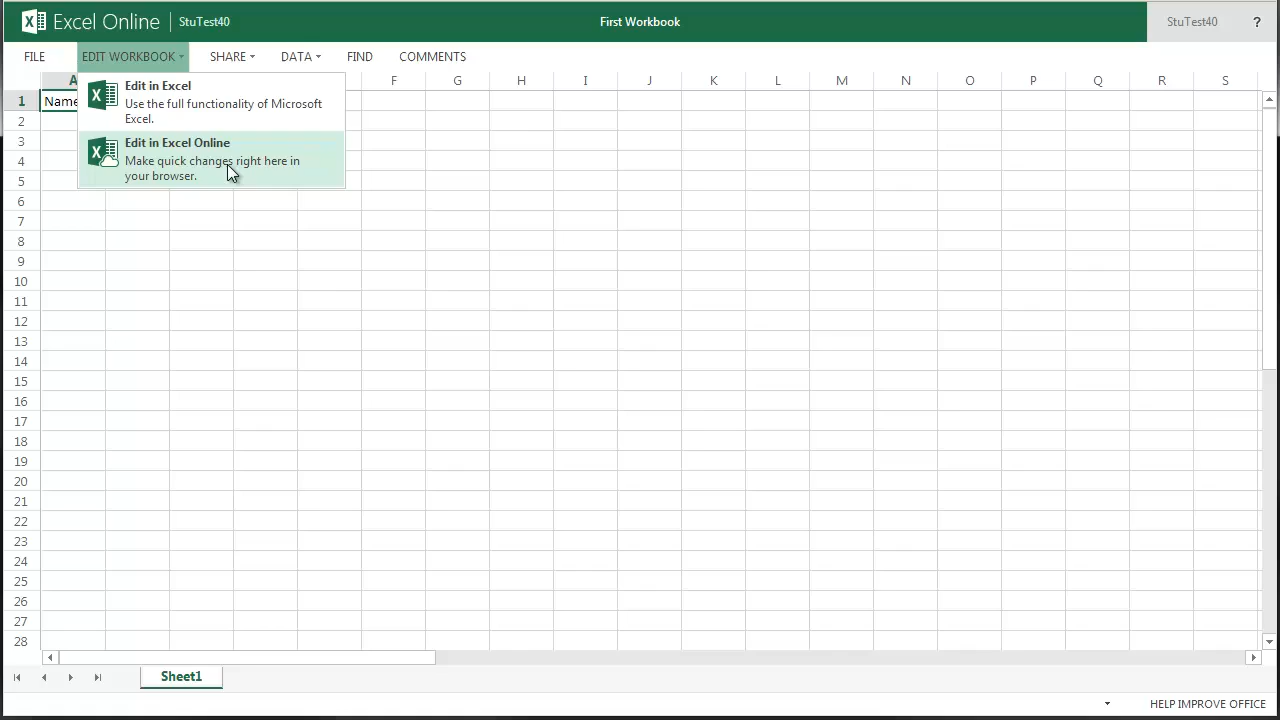 Excel Online StuTest40 First Workbook StuTest40 ?
FILE EDIT WORKBOOK SHARE DATA FIND COMMENTS
Edit in Excel
Use the full functionality of Microsoft
Excel.
Edit in Excel Online
Make quick changes right here in
your browser.
A F G H I J K L M N O P Q R S
1 Name
2
3
4
5
6
7
8
9
10
11
12
13
14
15
16
17
18
19
20
21
22
23
24
25
26
27
28
Sheet1
HELP IMPROVE OFFICE